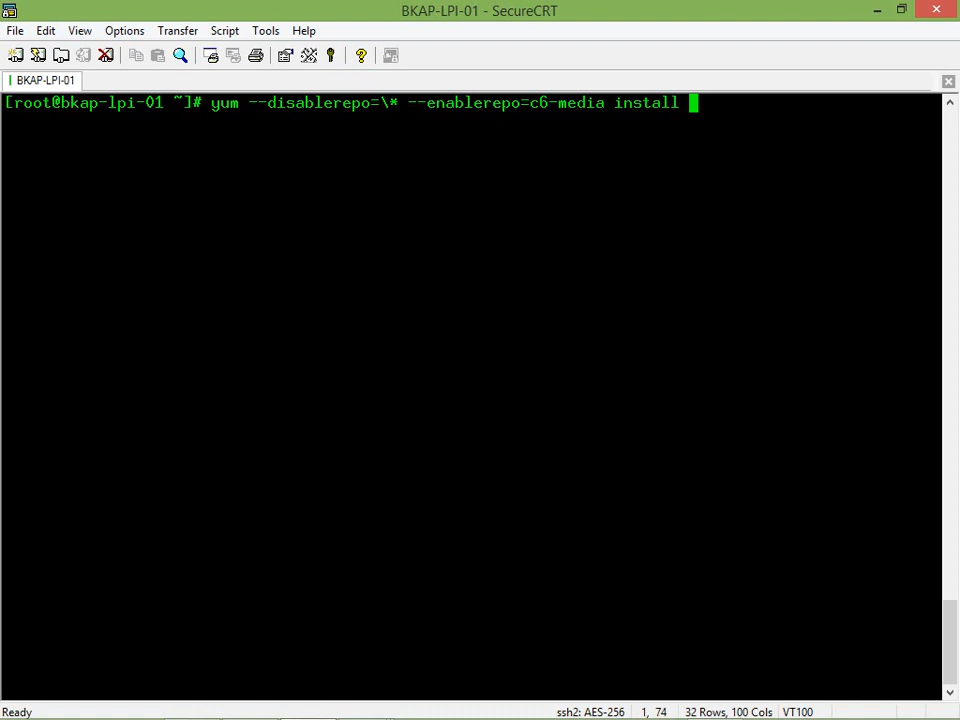 BKAP-LPI-01 - SecureCRT
File Edit View Options Transfer Script Tools Help
BKAP-LPI-01
[root@bkap-lpi-01 ~]# yum --disablerepo=\* --enablerepo=c6-media install
Ready ssh2: AES-256 1, 74 32 Rows, 100 Cols VT100